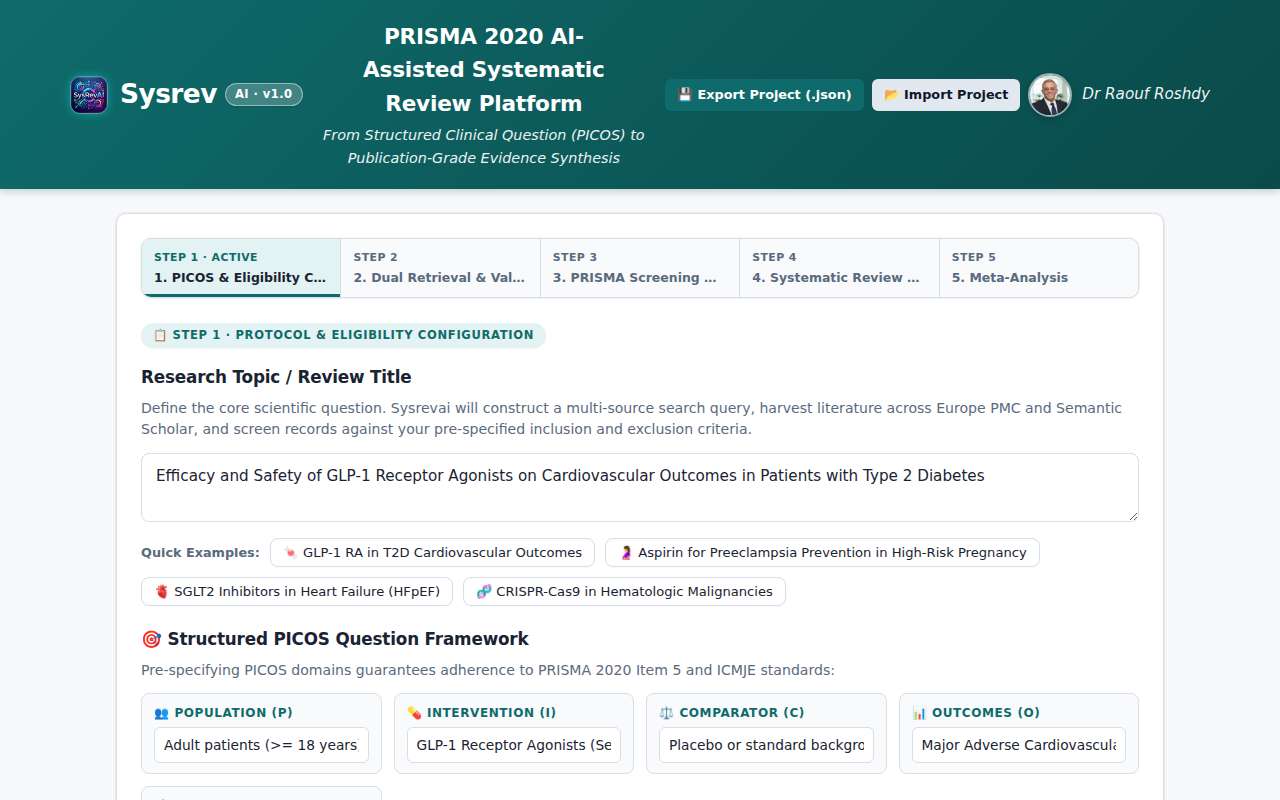 PRISMA 2020 AI-
Assisted Systematic
Review Platform
Sysrev
AI · v1.0
From Structured Clinical Question (PICOS) to
Publication-Grade Evidence Synthesis
Export Project (.Json)
Import Project
Dr Raouf Roshdy
STEP 1 · ACTIVE
1. PICOS & Eligibility C...
STEP 2
2. Dual Retrieval & Val...
STEP 3
3. PRISMA Screening ...
STEP 4
4. Systematic Review ...
STEP 5
5. Meta-Analysis
STEP 1 · PROTOCOL & ELIGIBILITY CONFIGURATION
Research Topic / Review Title
Define the core scientific question. Sysrevai will construct a multi-source search query, harvest literature across Europe PMC and Semantic
Scholar, and screen records against your pre-specified inclusion and exclusion criteria.
Efficacy and Safety of GLP-1 Receptor Agonists on Cardiovascular Outcomes in Patients with Type 2 Diabetes
Quick Examples:
GLP-1 RA in T2D Cardiovascular Outcomes
Aspirin for Preeclampsia Prevention in High-Risk Pregnancy
SGLT2 Inhibitors in Heart Failure (HFpEF)
CRISPR-Cas9 in Hematologic Malignancies
Structured PICOS Question Framework
Pre-specifying PICOS domains guarantees adherence to PRISMA 2020 Item 5 and ICMJE standards:
POPULATION (P)
Adult patients (>= 18 years
INTERVENTION (I)
GLP-1 Receptor Agonists (Se
COMPARATOR (C)
Placebo or standard backgro
OUTCOMES (O)
Major Adverse Cardiovascula